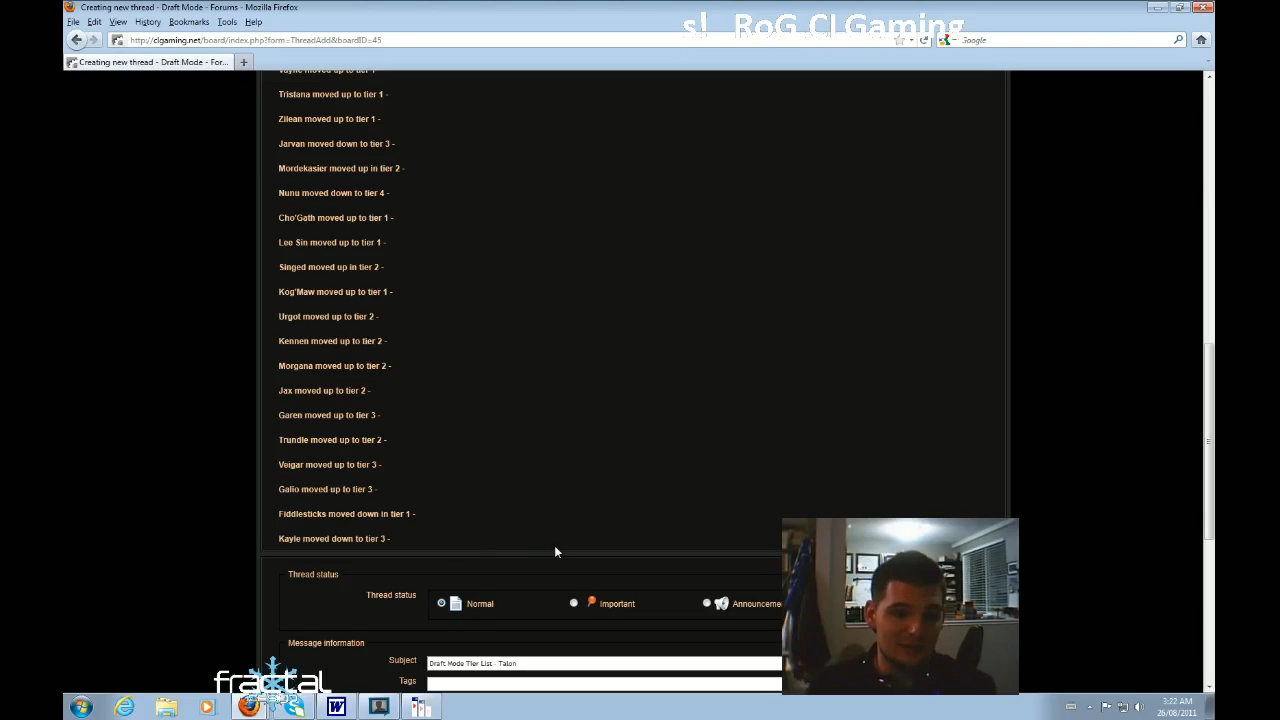 Creating new thread - Draft Mode - Forums - Mozilla Firefox
File Edit View History Bookmarks Tools Help
s! RoG CLGaming
http://clgaming.net/board/index.php?form=ThreadAdd&boardID=45
Google
Creating new thread - Draft Mode - For...
Vayne moved up to tier 1
Tristana moved up to tier 1 -
Zilean moved up to tier 1 -
Jarvan moved down to tier 3 -
Mordekasier moved up in tier 2 -
Nunu moved down to tier 4 -
Cho'Gath moved up to tier 1 -
Lee Sin moved up to tier 1 -
Singed moved up in tier 2 -
Kog'Maw moved up to tier 1 -
Urgot moved up to tier 2 -
Kennen moved up to tier 2 -
Morgana moved up to tier 2 -
Jax moved up to tier 2 -
Garen moved up to tier 3 -
Trundle moved up to tier 2 -
Veigar moved up to tier 3 -
Galio moved up to tier 3 -
Fiddlesticks moved down in tier 1 -
Kayle moved down to tier 3 -
Thread status
Thread status
Normal
Important
Announceme
Message information
Subject
Draft Mode Tier List - Talon
Tags
fractal
design
3:22 AM
26/08/2011